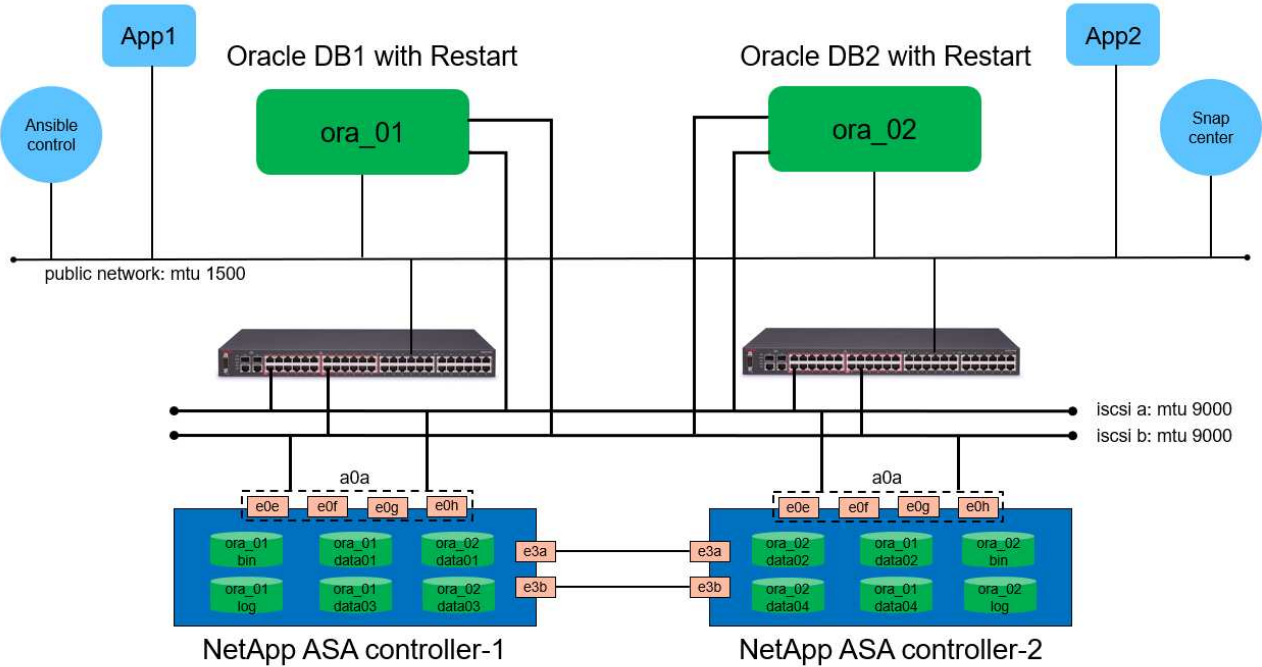 App1
App2
Oracle DB1 with Restart
Oracle DB2 with Restart
Ansible
control
ora_01
ora_02
Snap
center
public network: mtu 1500
iscsi a: mtu 9000
iscsi b: mtu 9000
a0a
e0e
e0f
e0g
e0h
a0a
e0e
e0f
e0g
e0h
ora_01
bin
ora_01
data01
ora_02
data01
ora_01
log
ora_01
data03
ora_02
data03
e3a
e3b
e3a
e3b
ora_02
data02
ora_01
data02
ora_02
bin
ora_02
data04
ora_01
data04
ora_02
log
NetApp ASA controller-1
NetApp ASA controller-2